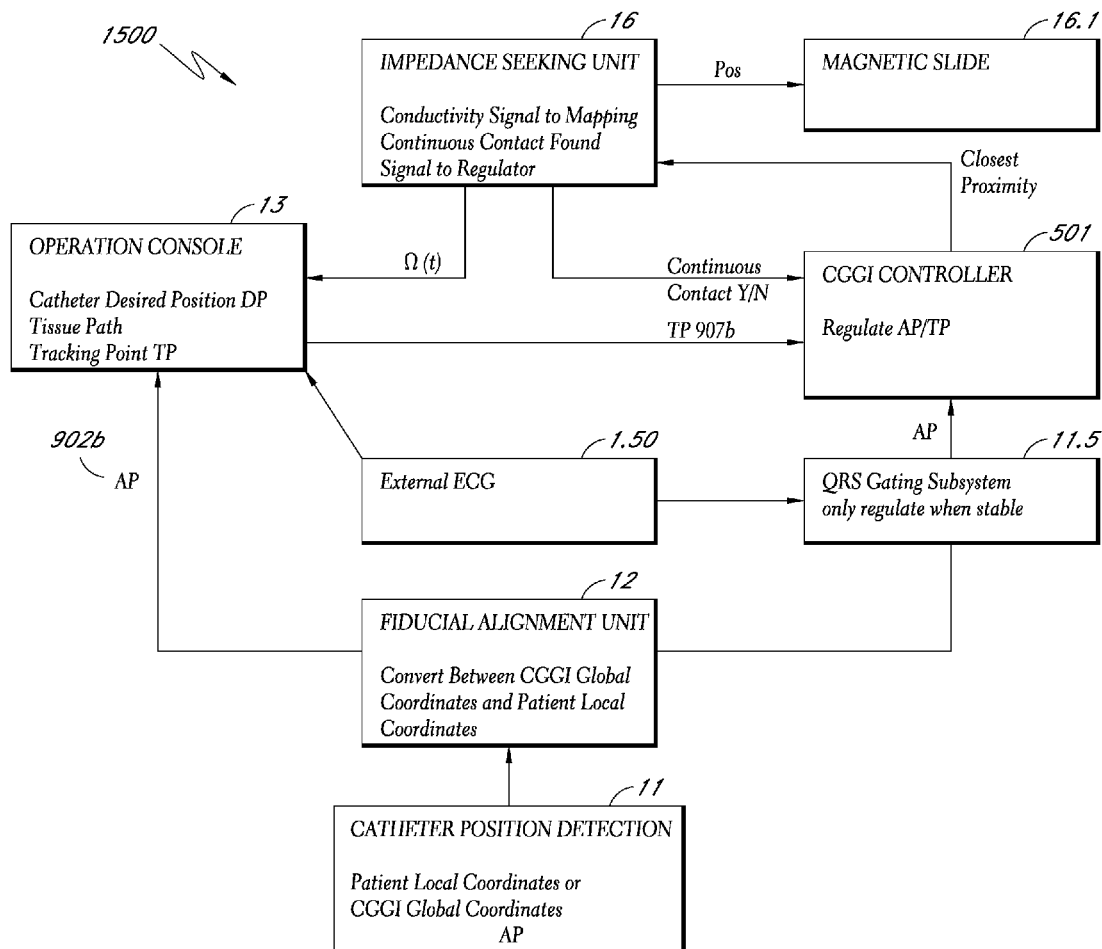 1500
16
IMPEDANCE SEEKING UNIT
Conductivity Signal to Mapping
Continuous Contact Found
Signal to Regulator
Pos
16.1
MAGNETIC SLIDE
Closest
Proximity
13
OPERATION CONSOLE
Catheter Desired Position DP
Tissue Path
Tracking Point TP
Ω (t)
Continuous
Contact Y/N
TP 907b
501
CGGI CONTROLLER
Regulate AP/TP
902b
AP
1.50
External ECG
AP
11.5
QRS Gating Subsystem
only regulate when stable
12
FIDUCIAL ALIGNMENT UNIT
Convert Between CGGI Global
Coordinates and Patient Local
Coordinates
11
CATHETER POSITION DETECTION
Patient Local Coordinates or
CGGI Global Coordinates
AP